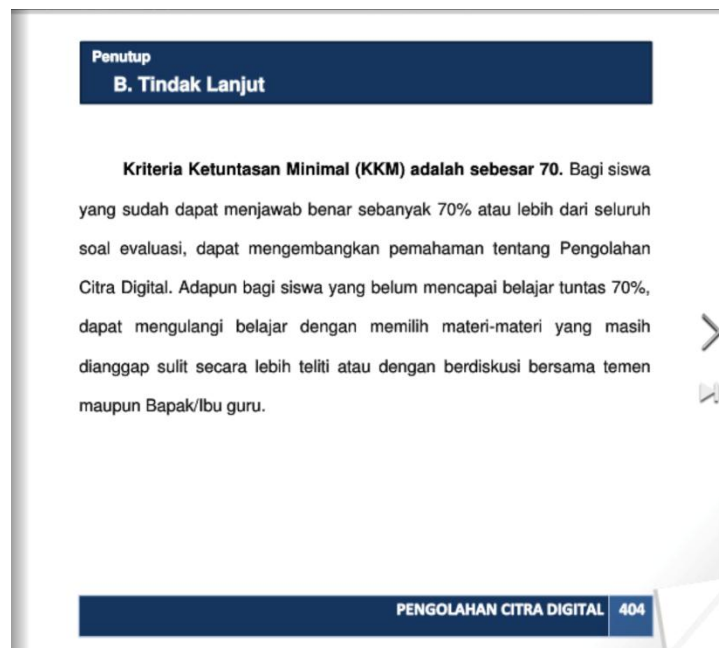 Penutup
B. Tindak Lanjut
Kriteria Ketuntasan Minimal (KKM) adalah sebesar 70. Bagi siswa
yang sudah dapat menjawab benar sebanyak 70% atau lebih dari seluruh
soal evaluasi, dapat mengembangkan pemahaman tentang Pengolahan
Citra Digital. Adapun bagi siswa yang belum mencapai belajar tuntas 70%,
dapat mengulangi belajar dengan memilih materi-materi yang masih
dianggap sulit secara lebih teliti atau dengan berdiskusi bersama temen
maupun Bapak/Ibu guru.
PENGOLAHAN CITRA DIGITAL 404